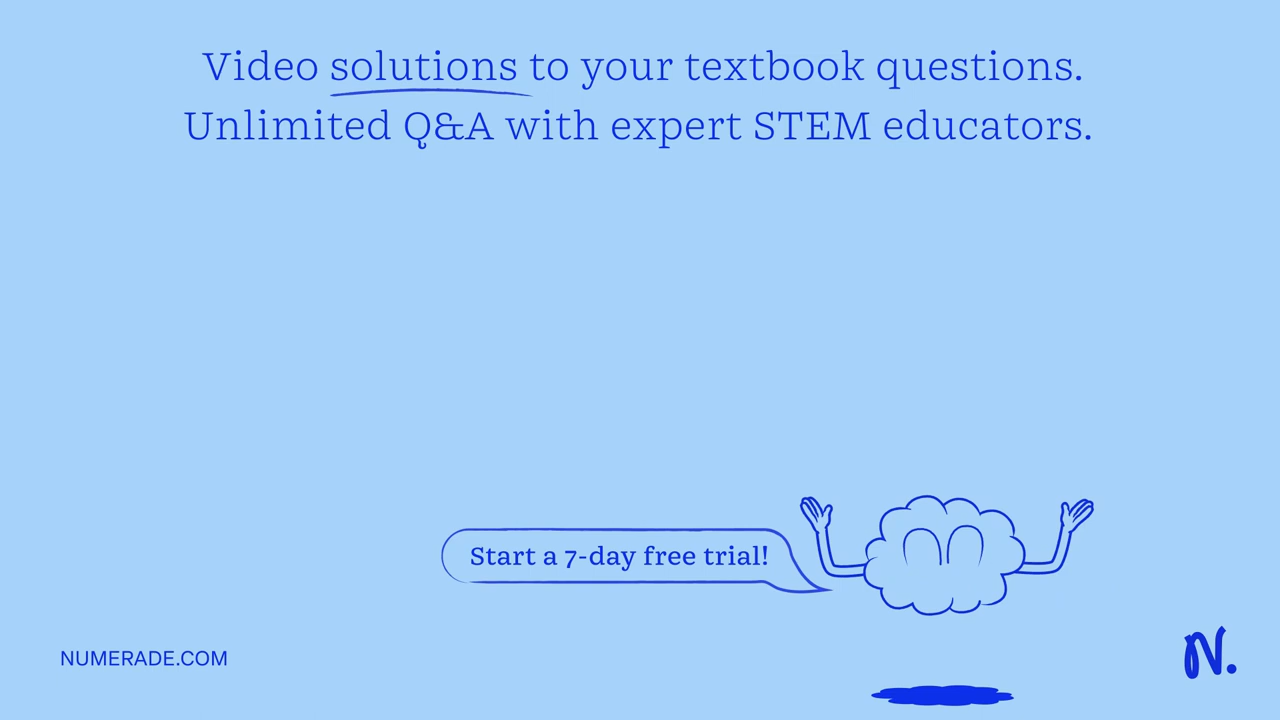 Video solutions to your textbook questions.
Unlimited Q&A with expert STEM educators.
Start a 7-day free trial!
NUMERADE.COM
N.